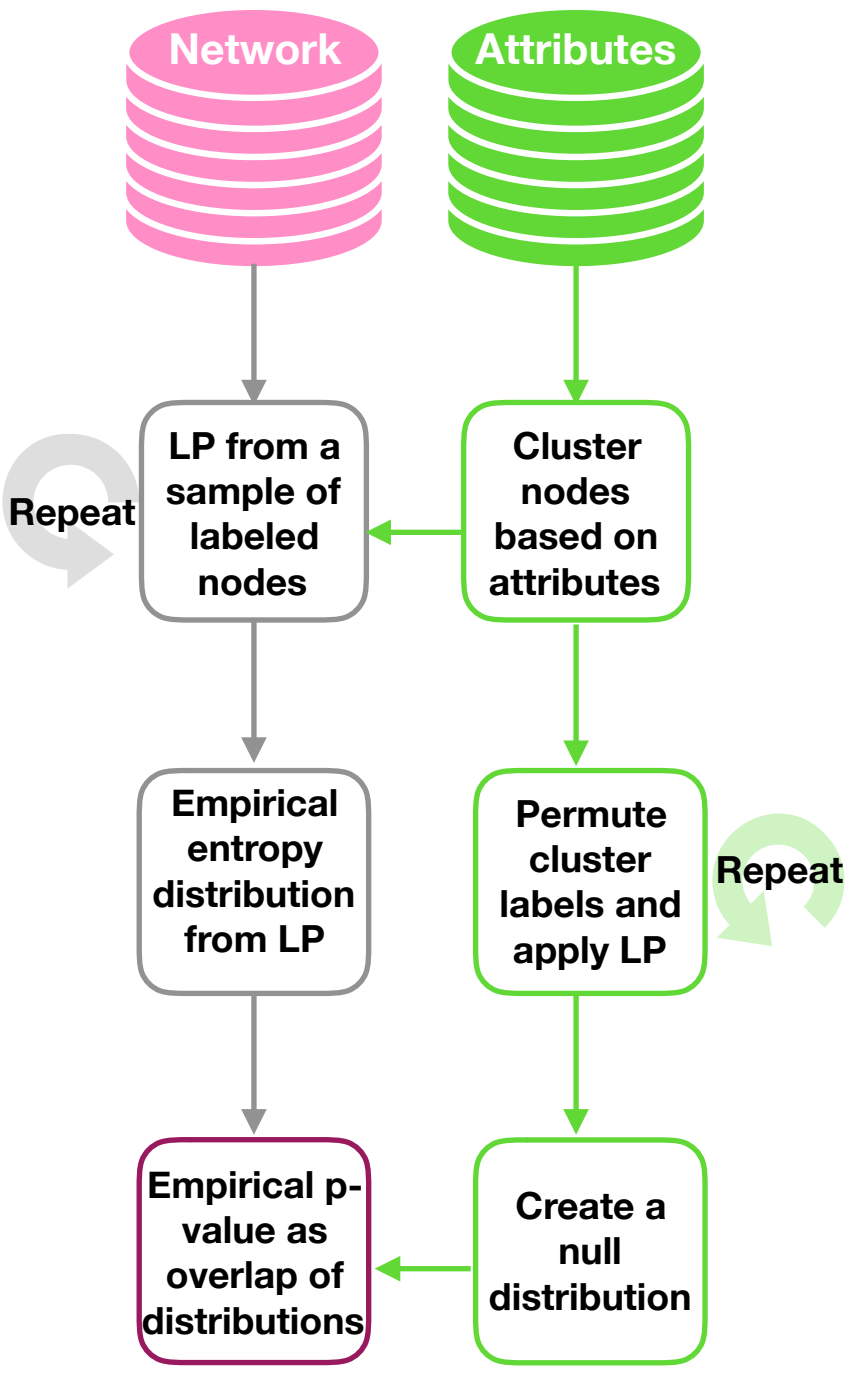 Network
Attributes
LP from a
sample of
labeled
nodes
Repeat
Cluster
nodes
based on
attributes
Empirical
entropy
distribution
from LP
Permute
cluster
labels and
apply LP
Repeat
Empirical p-
value as
overlap of
distributions
Create a
null
distribution